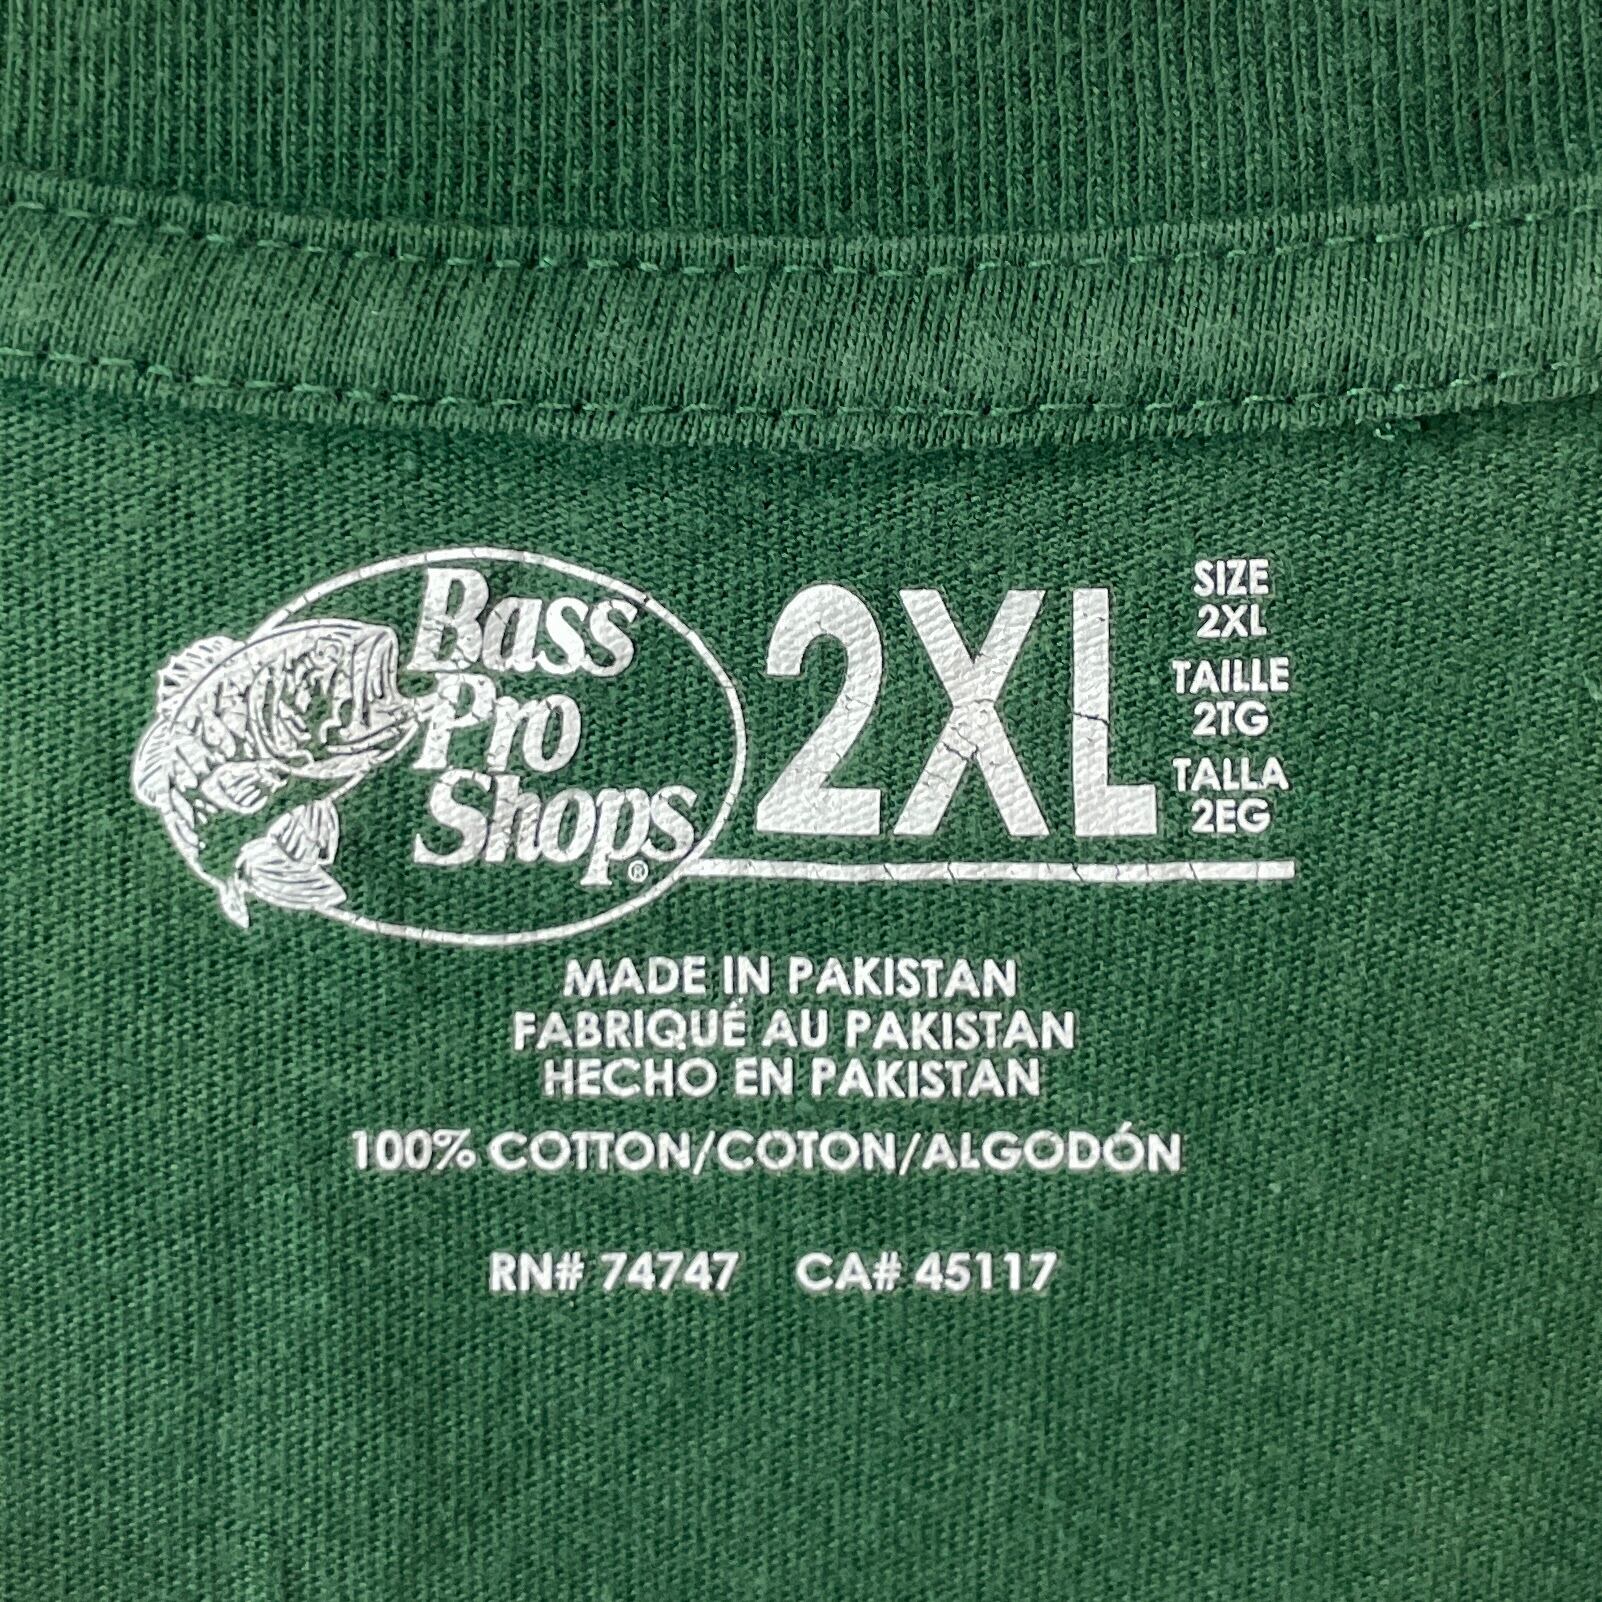 Bass
Pro
Shops®
2XL
SIZE
2XL
TAILLE
2TG
TALLA
2EG
MADE IN PAKISTAN
FABRIQUÉ AU PAKISTAN
HECHO EN PAKISTAN
100% COTTON/COTON/ALGODÓN
RN# 74747 CA# 45117